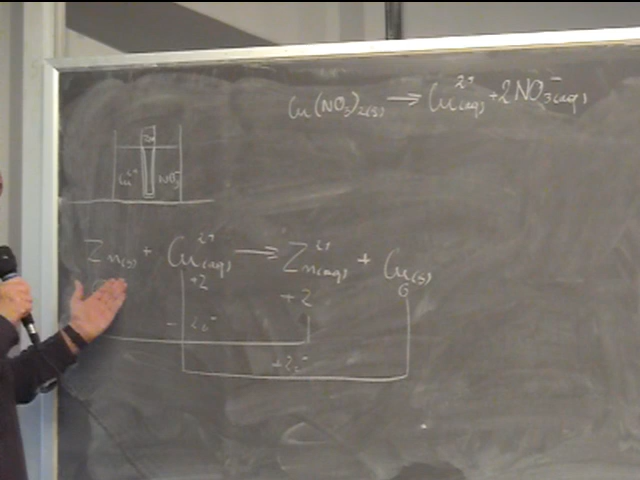 Cu(NO₃)₂(s) → Cu²⁺(aq) + 2NO₃⁻(aq)
Zn
Cu²⁺ NO₃⁻
Zn(s) + Cu²⁺(aq) → Zn²⁺(aq) + Cu(s)
+2 +2 0
-2e⁻
+2e⁻